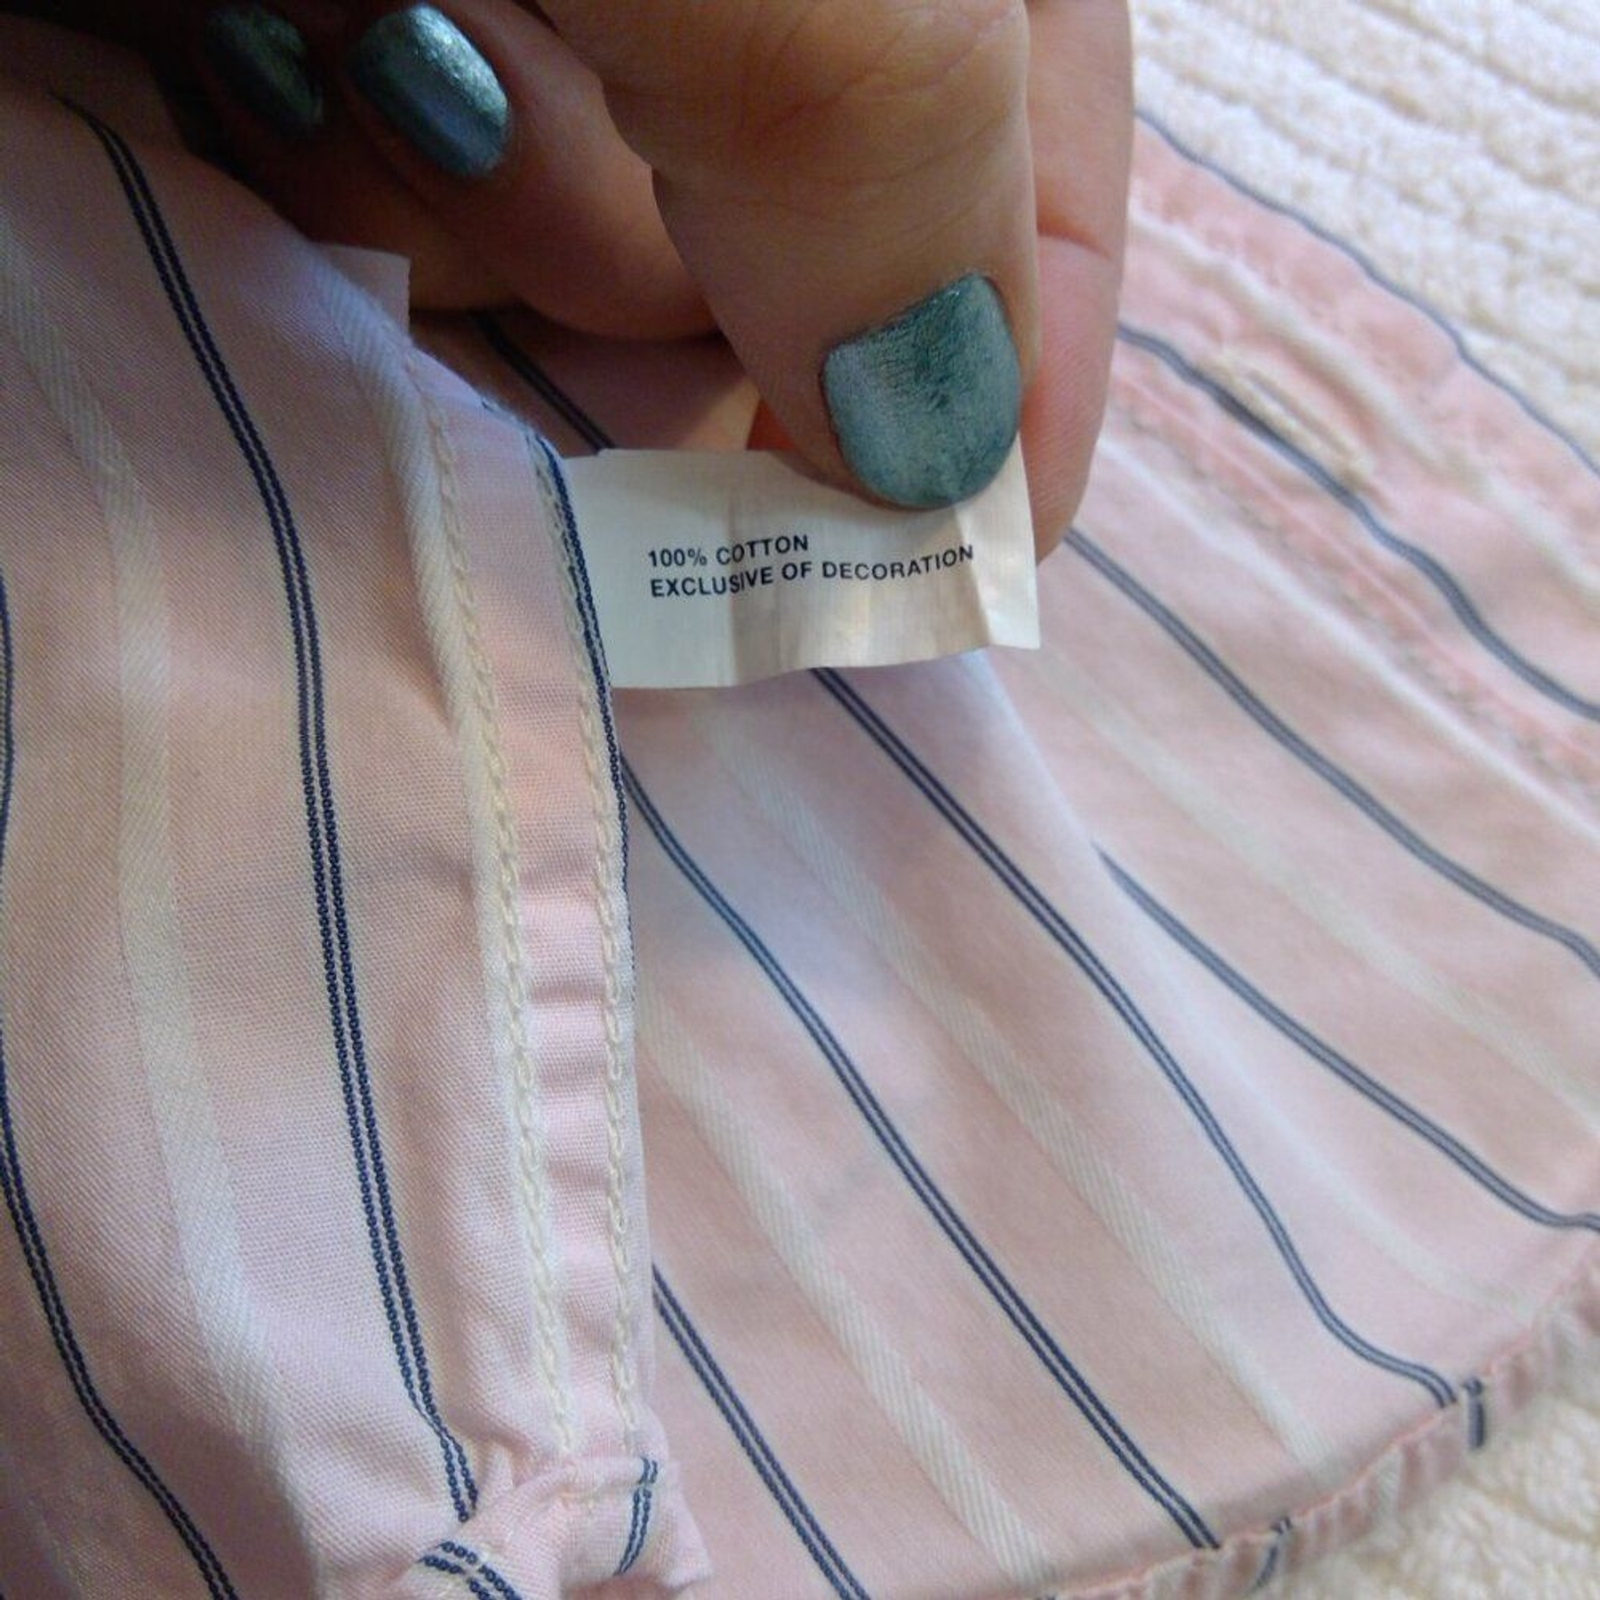 100% COTTON
EXCLUSIVE OF DECORATION